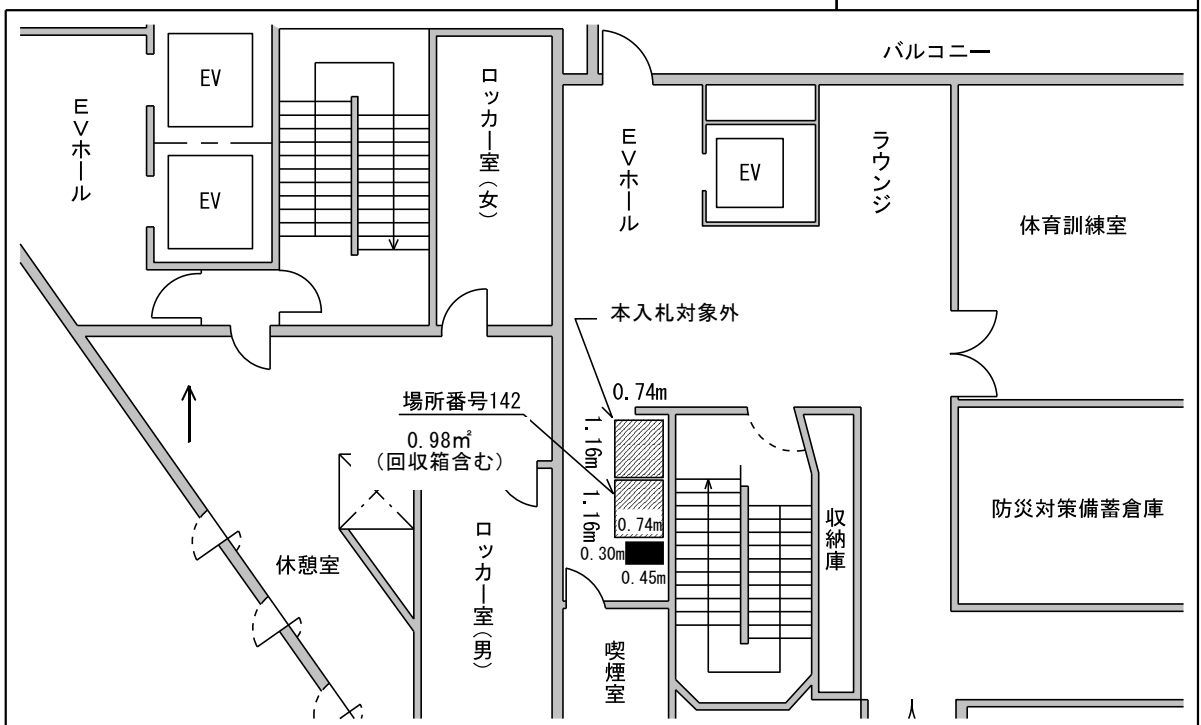 バルコニー
EV
EV
EVホール
ロッカー室(女)
EVホール
EV
ラウンジ
体育訓練室
本入札対象外
場所番号142
0.98㎡
(回収箱含む)
0.74m
1.16m
1.16m
0.74m
0.30m
0.45m
休憩室
ロッカー室(男)
喫煙室
収納庫
防災対策備蓄倉庫